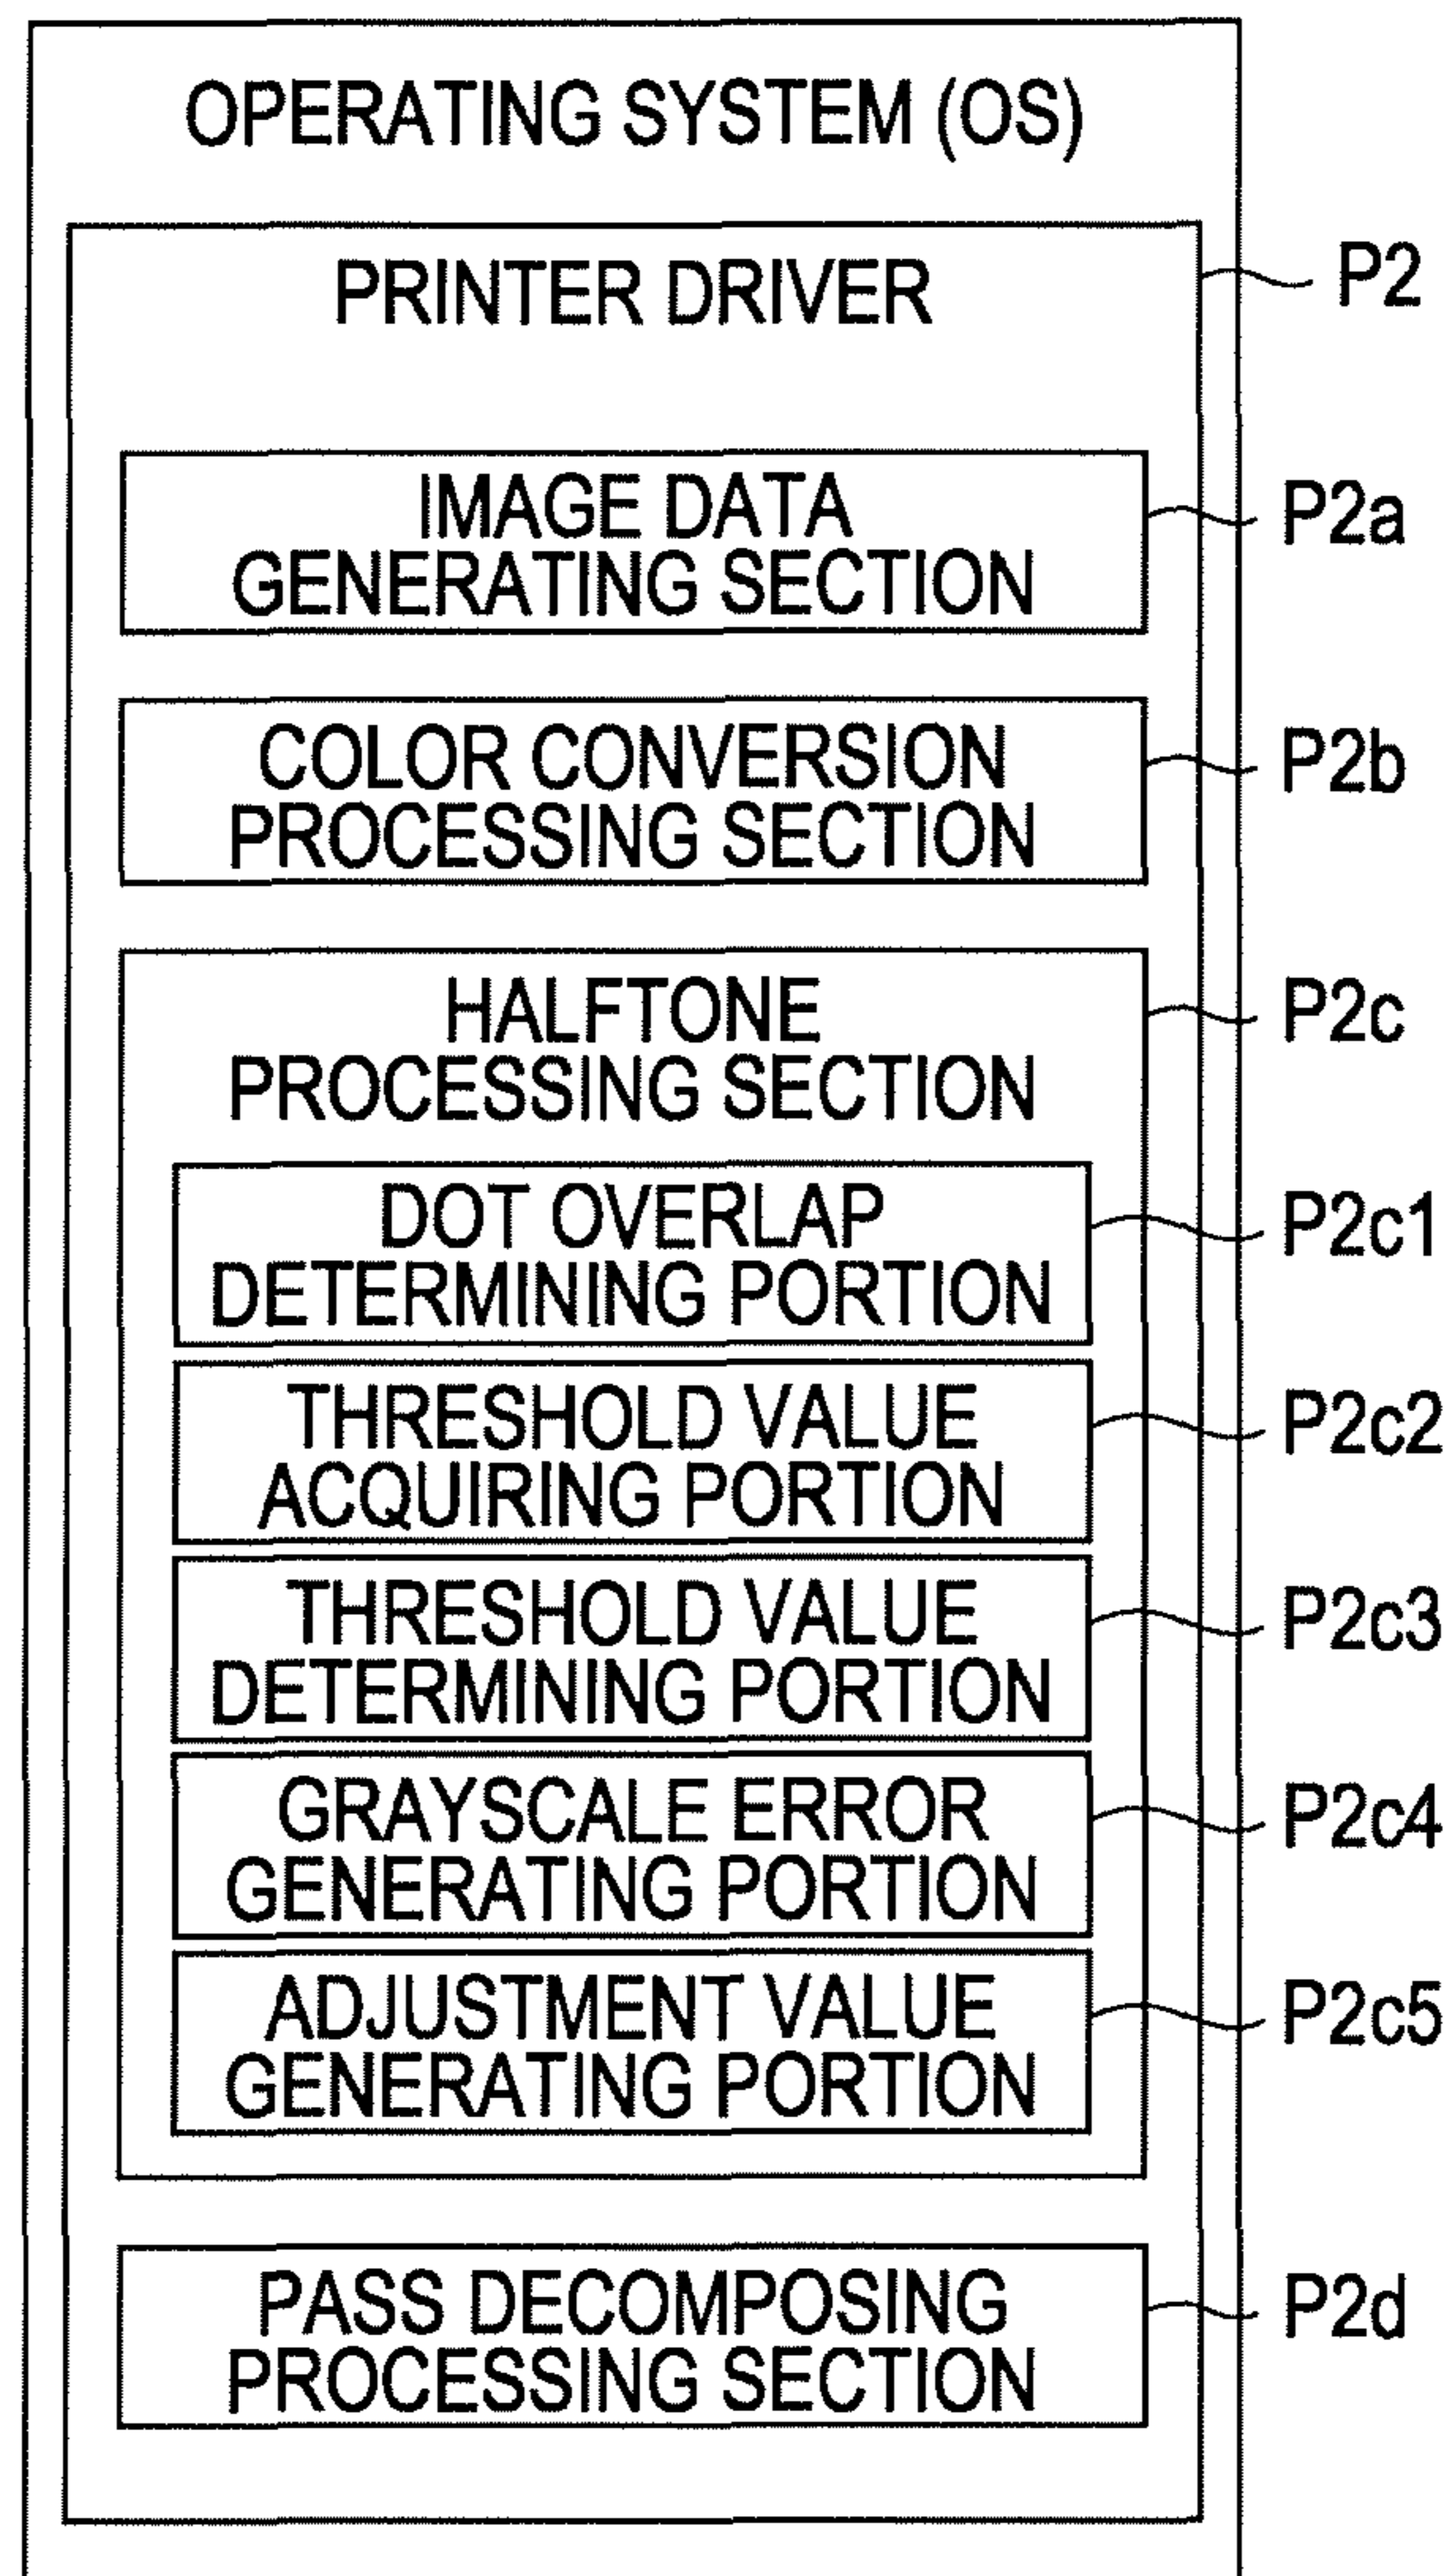 OPERATING SYSTEM (OS)
PRINTER DRIVER
P2
IMAGE DATA
GENERATING SECTION
P2a
COLOR CONVERSION
PROCESSING SECTION
P2b
HALFTONE
PROCESSING SECTION
P2c
DOT OVERLAP
DETERMINING PORTION
P2c1
THRESHOLD VALUE
ACQUIRING PORTION
P2c2
THRESHOLD VALUE
DETERMINING PORTION
P2c3
GRAYSCALE ERROR
GENERATING PORTION
P2c4
ADJUSTMENT VALUE
GENERATING PORTION
P2c5
PASS DECOMPOSING
PROCESSING SECTION
P2d